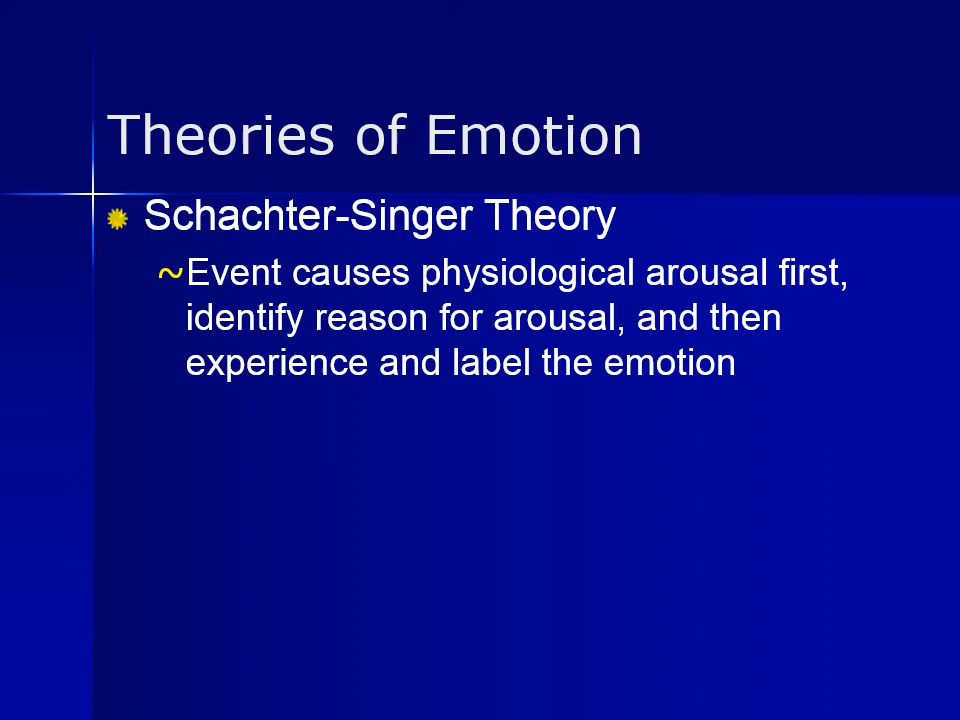 Theories of Emotion
Schachter-Singer Theory
~Event causes physiological arousal first,
identify reason for arousal, and then
experience and label the emotion